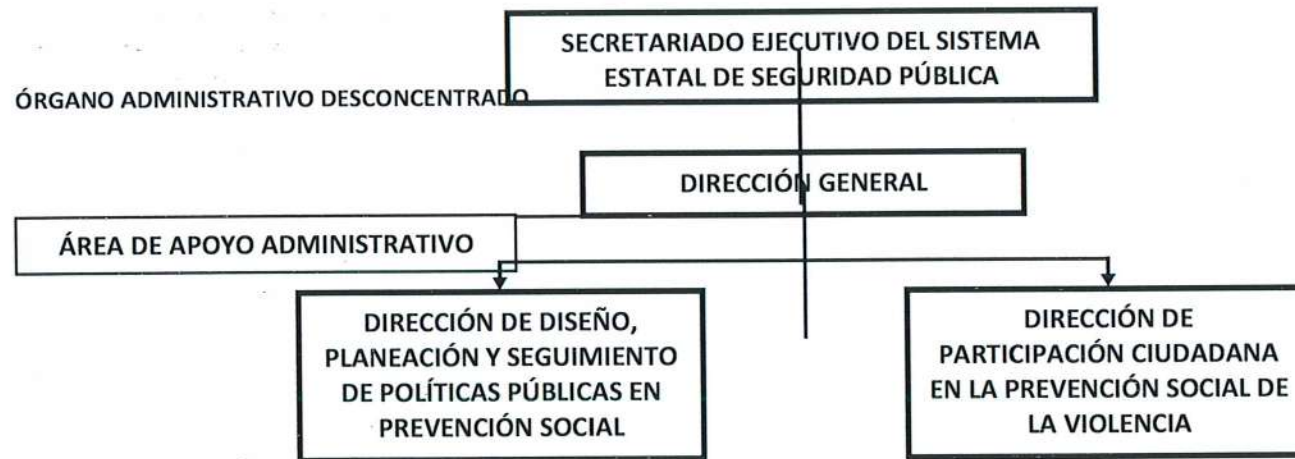 SECRETARIADO EJECUTIVO DEL SISTEMA
ESTATAL DE SEGURIDAD PÚBLICA
ÓRGANO ADMINISTRATIVO DESCONCENTRADO
DIRECCIÓN GENERAL
ÁREA DE APOYO ADMINISTRATIVO
DIRECCIÓN DE DISEÑO,
PLANEACIÓN Y SEGUIMIENTO
DE POLÍTICAS PÚBLICAS EN
PREVENCIÓN SOCIAL
DIRECCIÓN DE
PARTICIPACIÓN CIUDADANA
EN LA PREVENCIÓN SOCIAL DE
LA VIOLENCIA